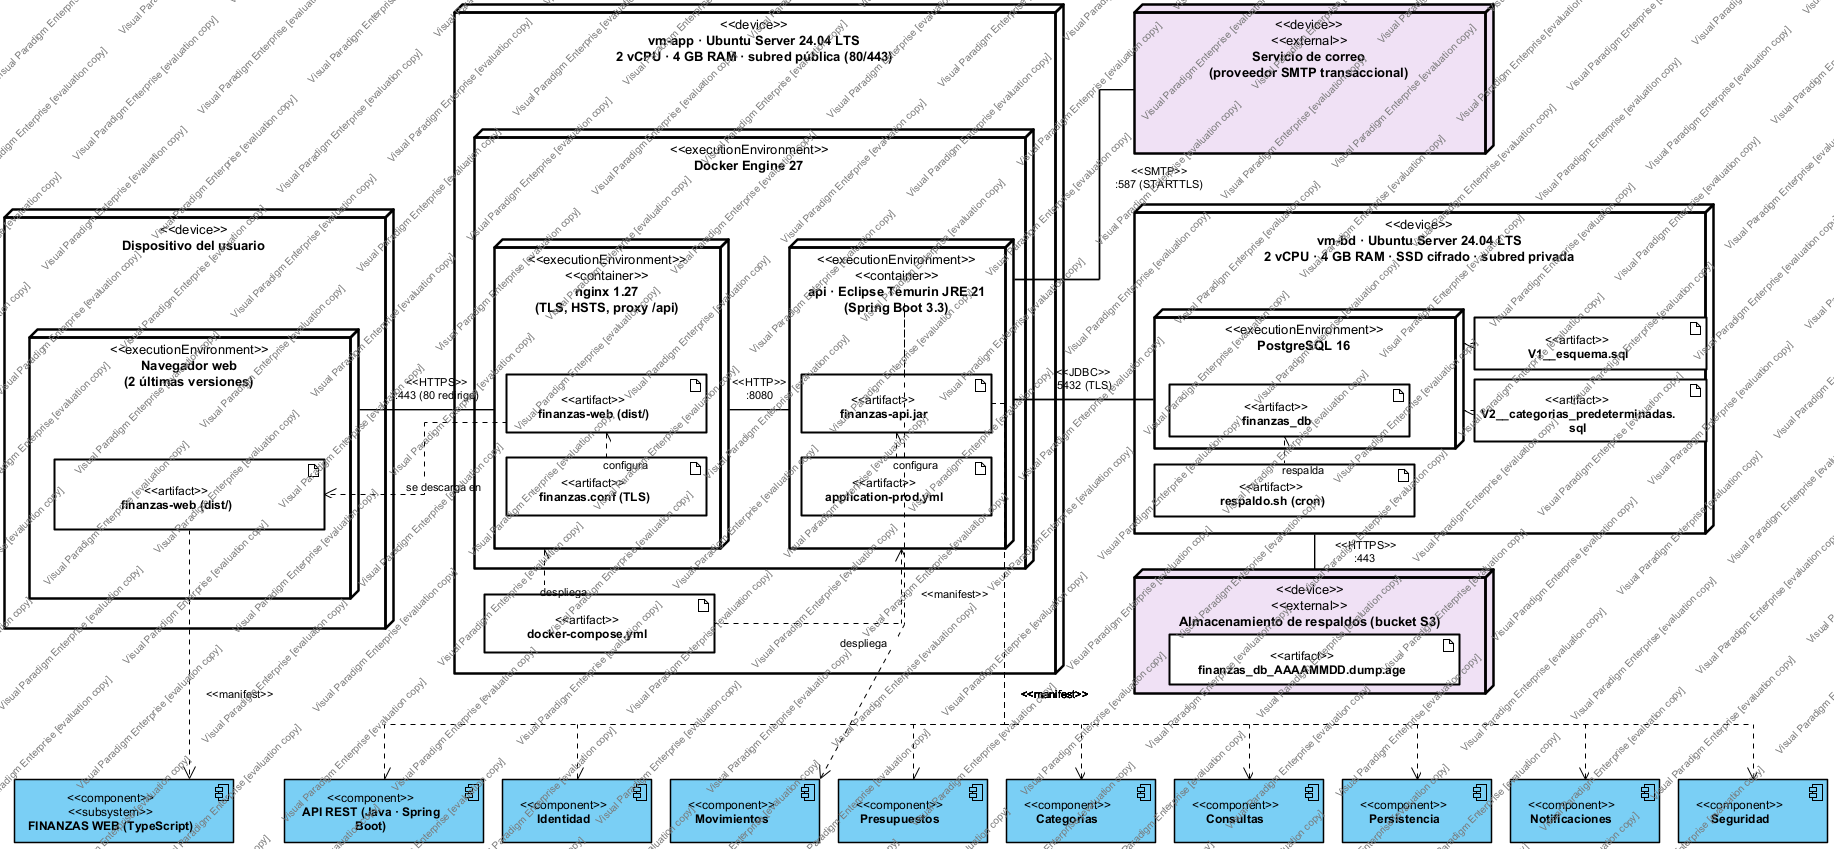 <<device>>
vm-app · Ubuntu Server 24.04 LTS
2 vCPU · 4 GB RAM · subred pública (80/443)
<<executionEnvironment>>
Docker Engine 27
<<device>>
<<external>>
Servicio de correo
(proveedor SMTP transaccional)
<<SMTP>>
:587 (STARTTLS)
<<device>>
Dispositivo del usuario
<<executionEnvironment>>
Navegador web
(2 últimas versiones)
<<artifact>>
finanzas-web (dist/)
<<HTTPS>>
:443 (80 redirige)
se descarga en
<<executionEnvironment>>
<<container>>
nginx 1.27
(TLS, HSTS, proxy /api)
<<artifact>>
finanzas-web (dist/)
configura
<<artifact>>
finanzas.conf (TLS)
<<HTTP>>
:8080
<<executionEnvironment>>
<<container>>
api · Eclipse Temurin JRE 21
(Spring Boot 3.3)
<<artifact>>
finanzas-api.jar
configura
<<artifact>>
application-prod.yml
<<JDBC>>
5432 (TLS)
<<device>>
vm-bd · Ubuntu Server 24.04 LTS
2 vCPU · 4 GB RAM · SSD cifrado · subred privada
<<executionEnvironment>>
PostgreSQL 16
<<artifact>>
finanzas_db
<<artifact>>
V1__esquema.sql
<<artifact>>
V2__categorias_predeterminadas.
sql
respalda
<<artifact>>
respaldo.sh (cron)
<<HTTPS>>
:443
<<device>>
<<external>>
Almacenamiento de respaldos (bucket S3)
<<artifact>>
finanzas_db_AAAAMMDD.dump.age
despliega
<<artifact>>
docker-compose.yml
despliega
<<manifest>>
<<manifest>>
<<manifest>>
<<component>>
<<subsystem>>
FINANZAS WEB (TypeScript)
<<component>>
API REST (Java · Spring
Boot)
<<component>>
Identidad
<<component>>
Movimientos
<<component>>
Presupuestos
<<component>>
Categorías
<<component>>
Consultas
<<component>>
Persistencia
<<component>>
Notificaciones
<<component>>
Seguridad
Visual Paradigm Enterprise [evaluation copy]